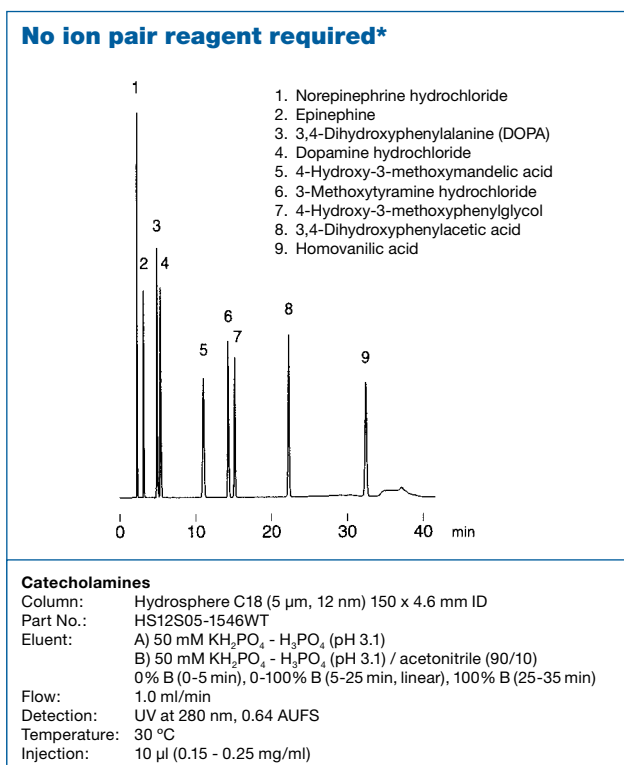 No ion pair reagent required*
1
2
3
4
5
6
7
8
9
1. Norepinephrine hydrochloride
2. Epinephine
3. 3,4-Dihydroxyphenylalanine (DOPA)
4. Dopamine hydrochloride
5. 4-Hydroxy-3-methoxymandelic acid
6. 3-Methoxytyramine hydrochloride
7. 4-Hydroxy-3-methoxyphenylglycol
8. 3,4-Dihydroxyphenylacetic acid
9. Homovanilic acid
0 10 20 30 40 min
Catecholamines
Column: Hydrosphere C18 (5 µm, 12 nm) 150 x 4.6 mm ID
Part No.: HS12S05-1546WT
Eluent: A) 50 mM KH₂PO₄ - H₃PO₄ (pH 3.1)
B) 50 mM KH₂PO₄ - H₃PO₄ (pH 3.1) / acetonitrile (90/10)
0% B (0-5 min), 0-100% B (5-25 min, linear), 100% B (25-35 min)
Flow: 1.0 ml/min
Detection: UV at 280 nm, 0.64 AUFS
Temperature: 30 ºC
Injection: 10 µl (0.15 - 0.25 mg/ml)